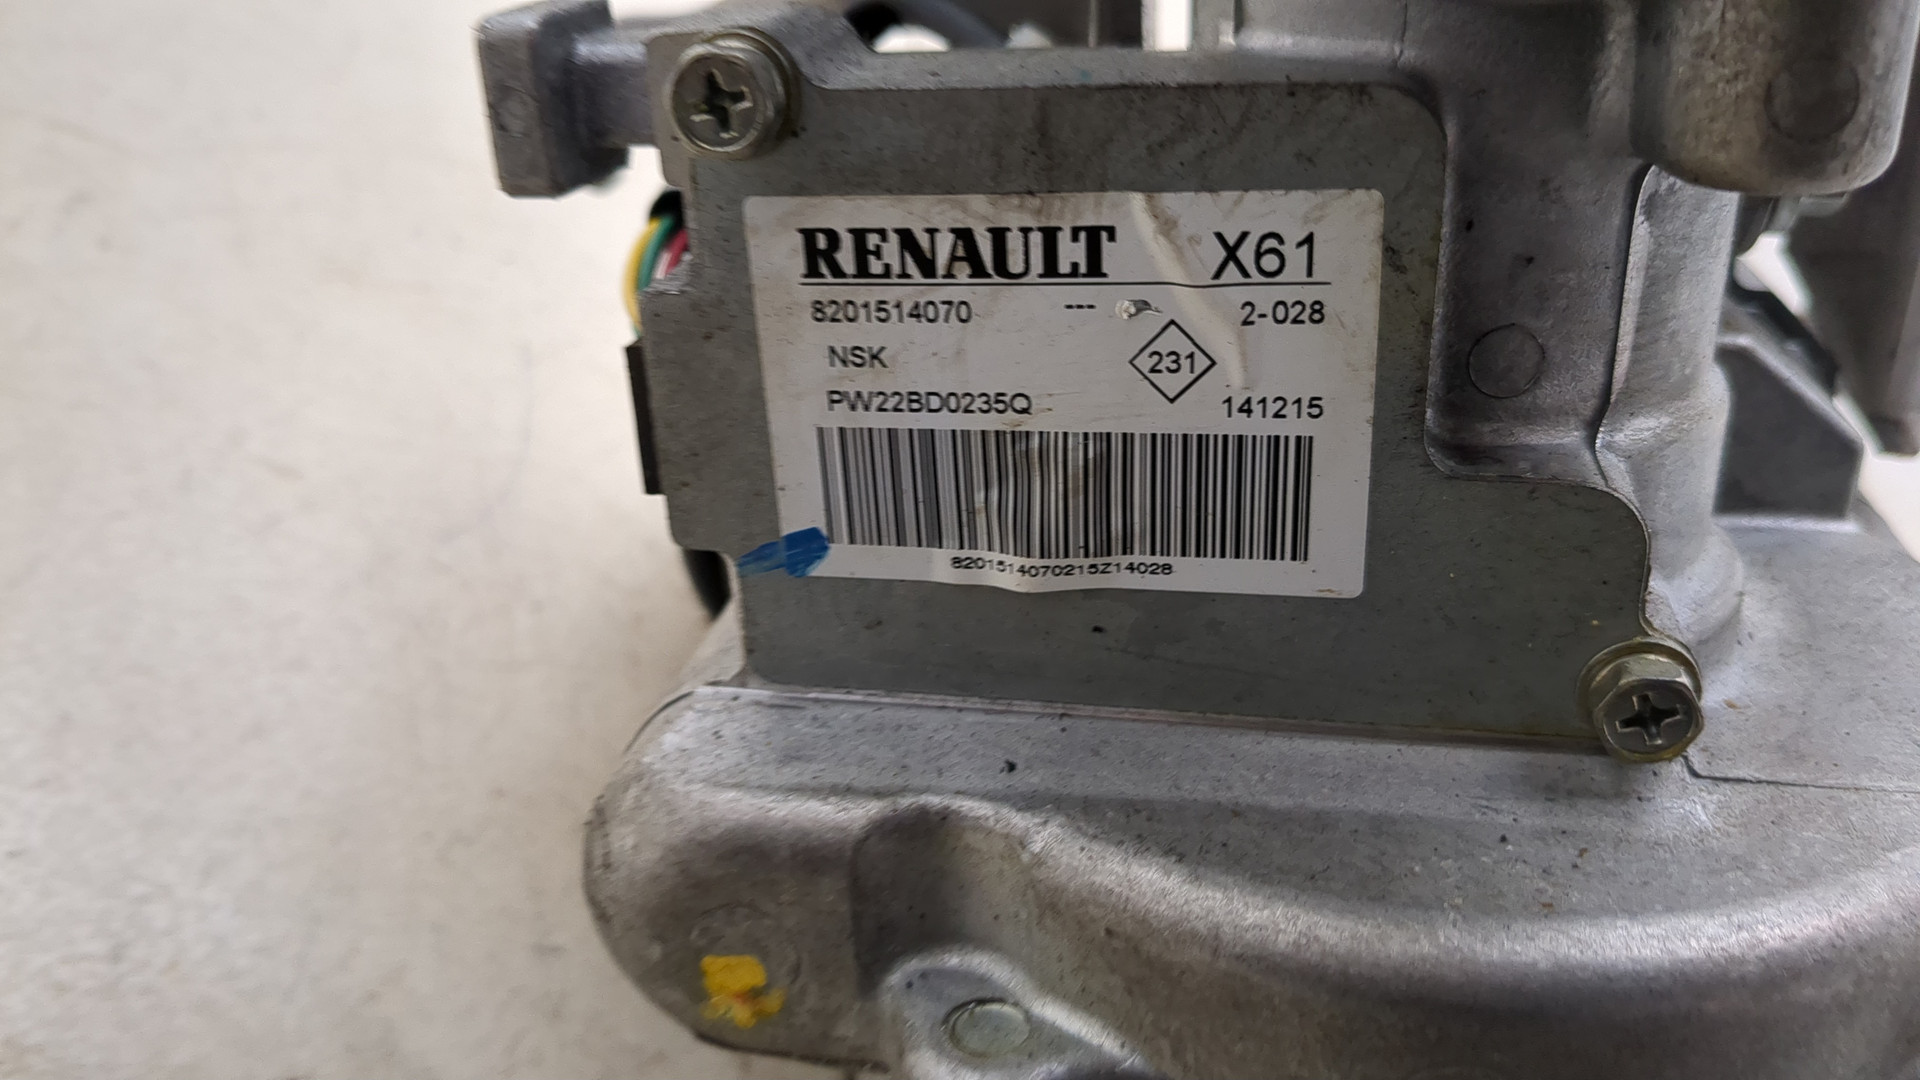 RENAULT X61
8201514070 --- 2-028
NSK 231
PW22BD0235Q 141215
8201514070215Z14028